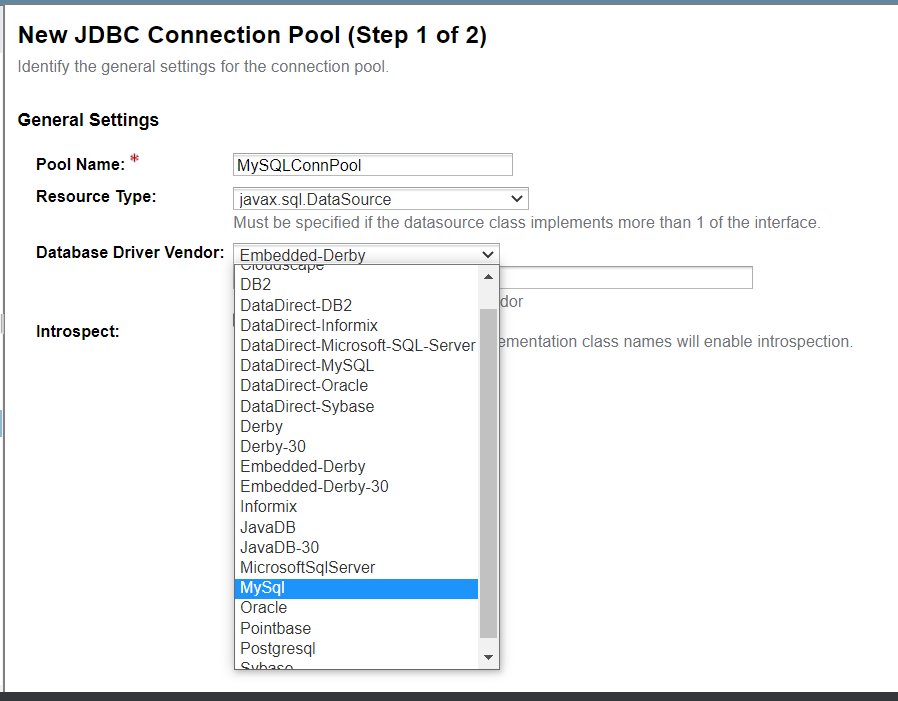 New JDBC Connection Pool (Step 1 of 2)
Identify the general settings for the connection pool.
General Settings
Pool Name: *
MySQLConnPool
Resource Type:
javax.sql.DataSource
Must be specified if the datasource class implements more than 1 of the interface.
Database Driver Vendor:
Embedded-Derby
Cloudscape
DB2
DataDirect-DB2
DataDirect-Informix
DataDirect-Microsoft-SQL-Server
DataDirect-MySQL
DataDirect-Oracle
DataDirect-Sybase
Derby
Derby-30
Embedded-Derby
Embedded-Derby-30
Informix
JavaDB
JavaDB-30
MicrosoftSqlServer
MySql
Oracle
Pointbase
Postgresql
Sybase
dor
Introspect:
ementation class names will enable introspection.